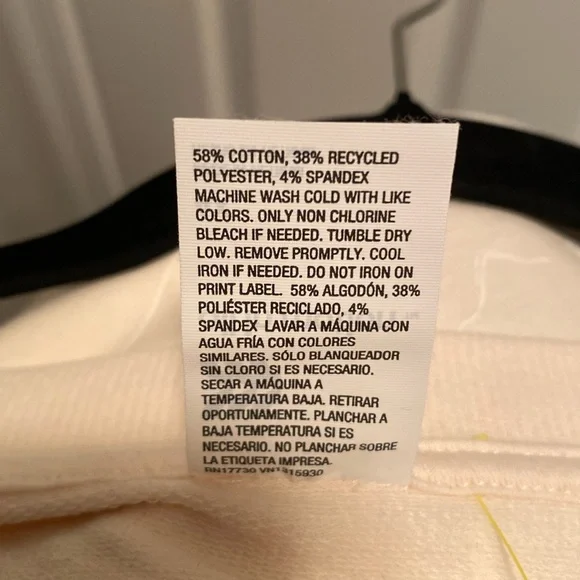 58% COTTON, 38% RECYCLED
POLYESTER, 4% SPANDEX
MACHINE WASH COLD WITH LIKE
COLORS. ONLY NON CHLORINE
BLEACH IF NEEDED. TUMBLE DRY
LOW. REMOVE PROMPTLY. COOL
IRON IF NEEDED. DO NOT IRON ON
PRINT LABEL. 58% ALGODÓN, 38%
POLIÉSTER RECICLADO, 4%
SPANDEX LAVAR A MÁQUINA CON
AGUA FRÍA CON COLORES
SIMILARES. SÓLO BLANQUEADOR
SIN CLORO SI ES NECESARIO.
SECAR A MÁQUINA A
TEMPERATURA BAJA. RETIRAR
OPORTUNAMENTE. PLANCHAR A
BAJA TEMPERATURA SI ES
NECESARIO. NO PLANCHAR SOBRE
LA ETIQUETA IMPRESA.
RN17730